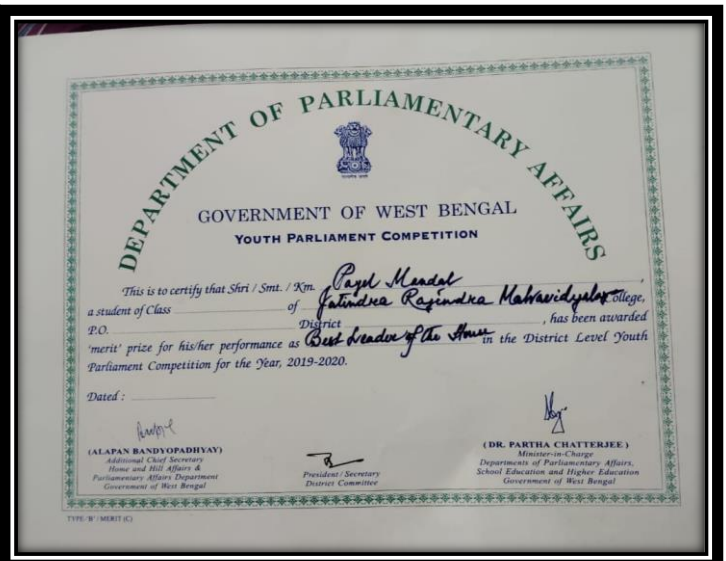 DEPARTMENT OF PARLIAMENTARY AFFAIRS
GOVERNMENT OF WEST BENGAL
YOUTH PARLIAMENT COMPETITION
This is to certify that Shri / Smt. / Km. Payel Mandal
a student of Class of Jatindra Rajendra Mahavidyalay College,
P.O. District , has been awarded
'merit' prize for his/her performance as Best Leader of the House in the District Level Youth
Parliament Competition for the Year, 2019-2020.
Dated :
(ALAPAN BANDYOPADHYAY)
Additional Chief Secretary
Home and Hill Affairs &
Parliamentary Affairs Department
Government of West Bengal
President / Secretary
District Committee
(DR. PARTHA CHATTERJEE)
Minister-in-Charge
Departments of Parliamentary Affairs,
School Education and Higher Education
Government of West Bengal
TYPE-'B' / MERIT (C)